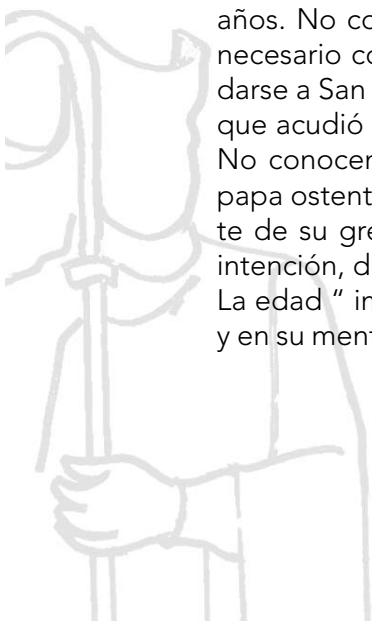 años. No co
necesario co
darse a San
que acudió
No conocer
papa ostent
te de su gre
intención, d
La edad “ im
y en su ment